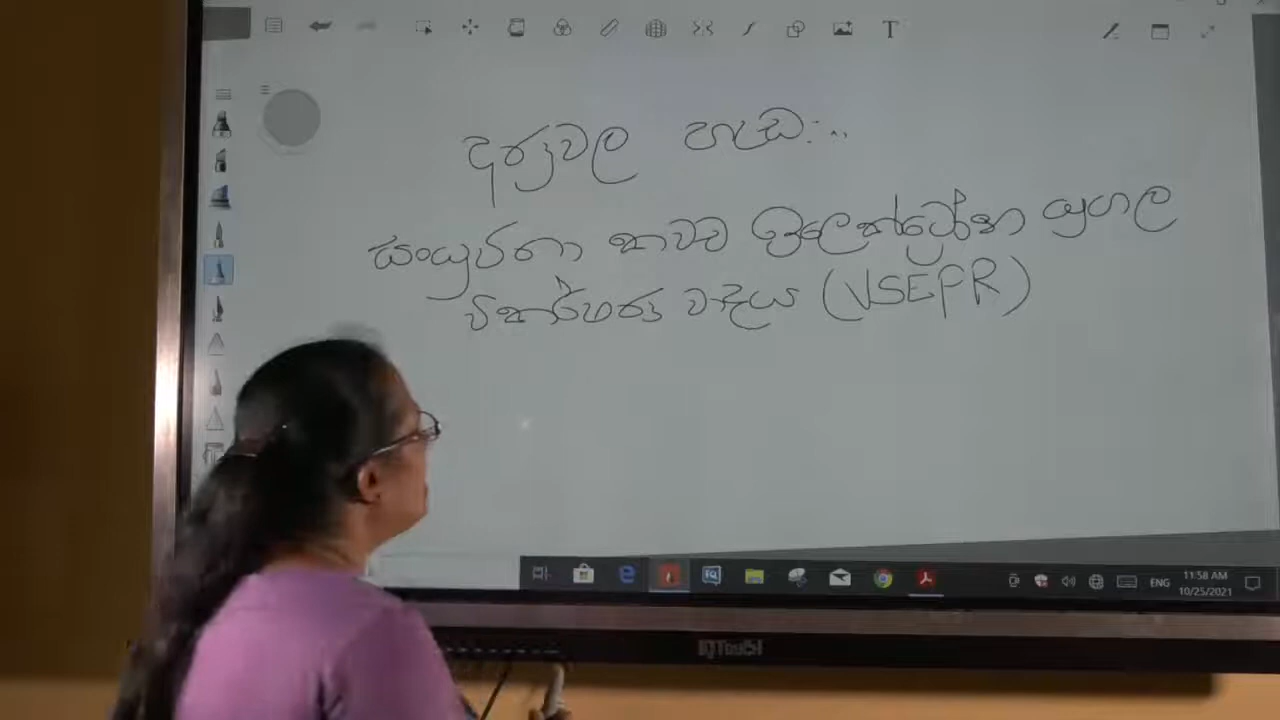 අණුවල හැඩ:-..
සංයුජතා කවච ඉලෙක්ට්‍රෝන යුගල
විකර්ෂණ වාදය (VSEPR)
T
ENG
11:58 AM
10/25/2021
IQTouch